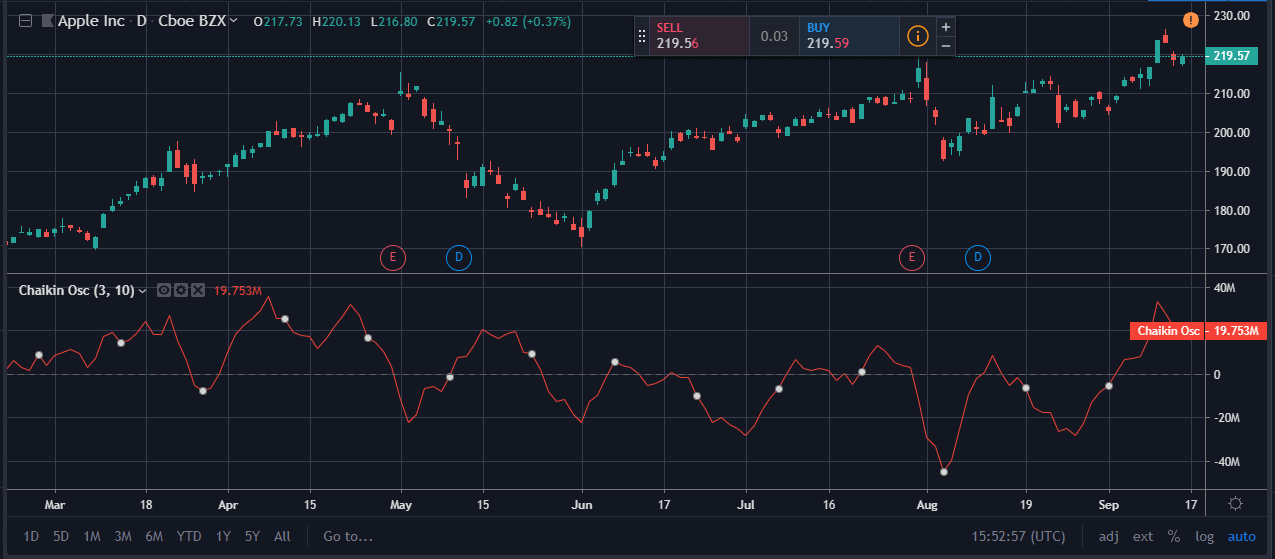 Apple Inc D Cboe BZX O217.73 H220.13 L216.80 C219.57 +0.82 (+0.37%)
SELL
219.56
0.03
BUY
219.59
i
+
−
!
230.00
219.57
210.00
200.00
190.00
180.00
170.00
E
D
E
D
Chaikin Osc (3, 10) 19.753M
40M
Chaikin Osc 19.753M
0
-20M
-40M
Mar 18 Apr 15 May 15 Jun 17 Jul 16 Aug 19 Sep 17
1D 5D 1M 3M 6M YTD 1Y 5Y All Go to... 15:52:57 (UTC) adj ext % log auto